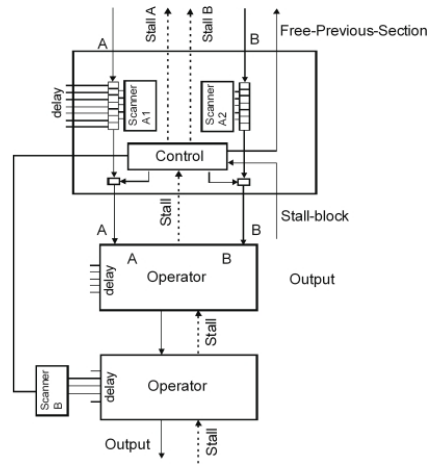 A
Stall A
Stall B
B
Free-Previous-Section
delay
Scanner A1
Scanner A2
Control
Stall
Stall-block
A
B
A
B
delay
Operator
Output
Stall
Scanner B
delay
Operator
Output
Stall